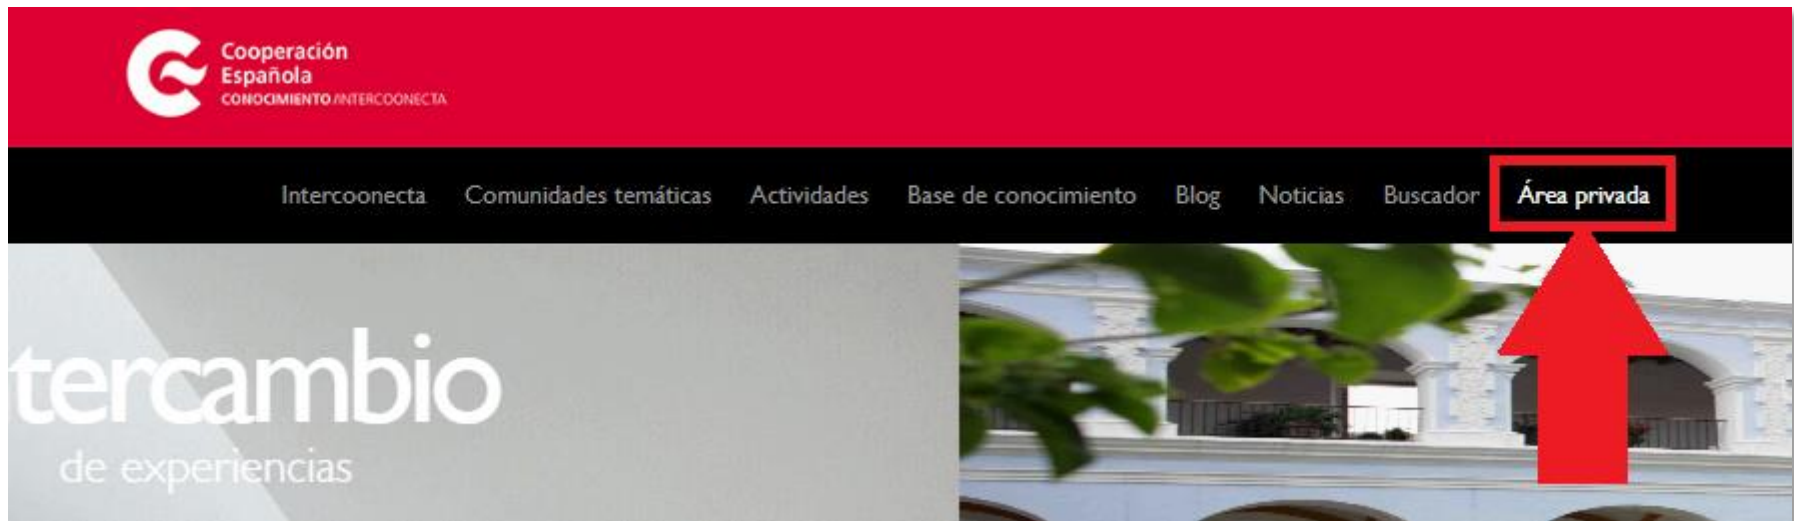 Cooperación
Española
CONOCIMIENTO/INTERCOONECTA
Intercoonecta Comunidades temáticas Actividades Base de conocimiento Blog Noticias Buscador Área privada
tercambio
de experiencias